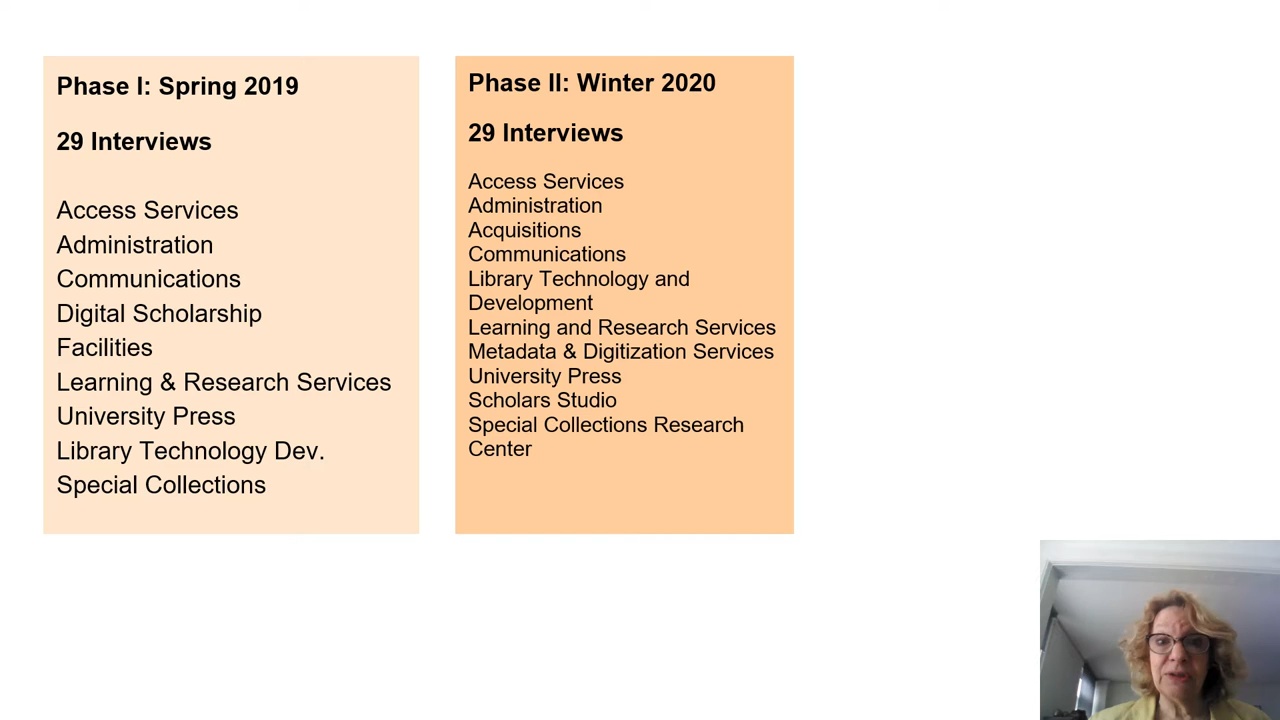 Phase I: Spring 2019
29 Interviews
Access Services
Administration
Communications
Digital Scholarship
Facilities
Learning & Research Services
University Press
Library Technology Dev.
Special Collections
Phase II: Winter 2020
29 Interviews
Access Services
Administration
Acquisitions
Communications
Library Technology and
Development
Learning and Research Services
Metadata & Digitization Services
University Press
Scholars Studio
Special Collections Research
Center